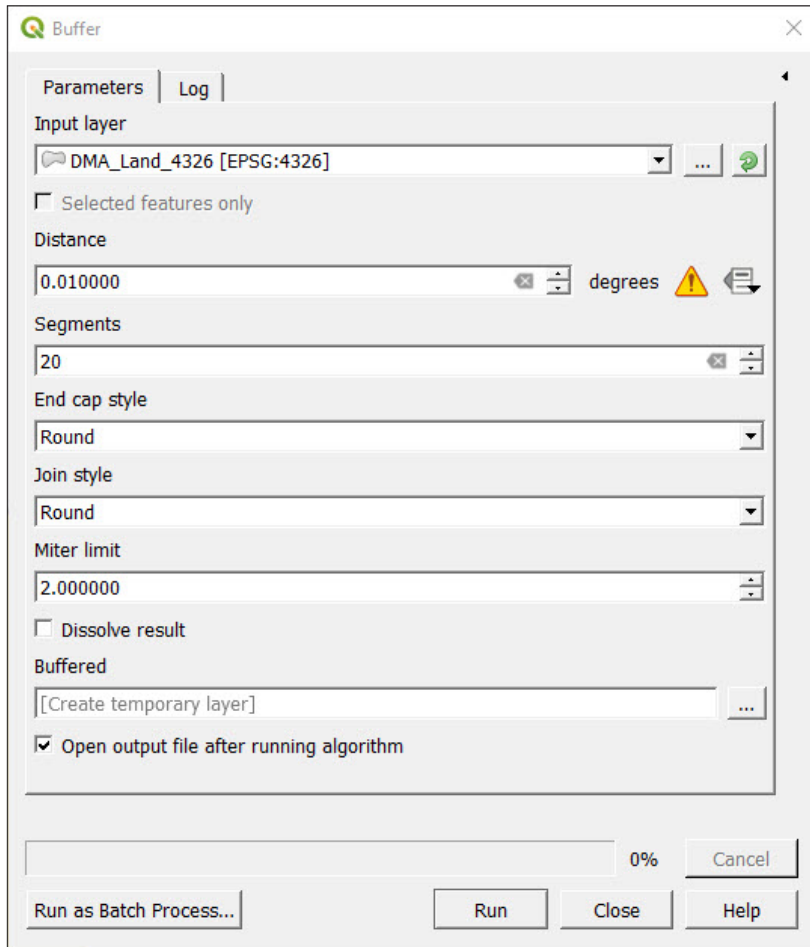 Buffer
Parameters Log
Input layer
DMA_Land_4326 [EPSG:4326] ...
Selected features only
Distance
0.010000 degrees
Segments
20
End cap style
Round
Join style
Round
Miter limit
2.000000
Dissolve result
Buffered
[Create temporary layer] ...
Open output file after running algorithm
0% Cancel
Run as Batch Process... Run Close Help